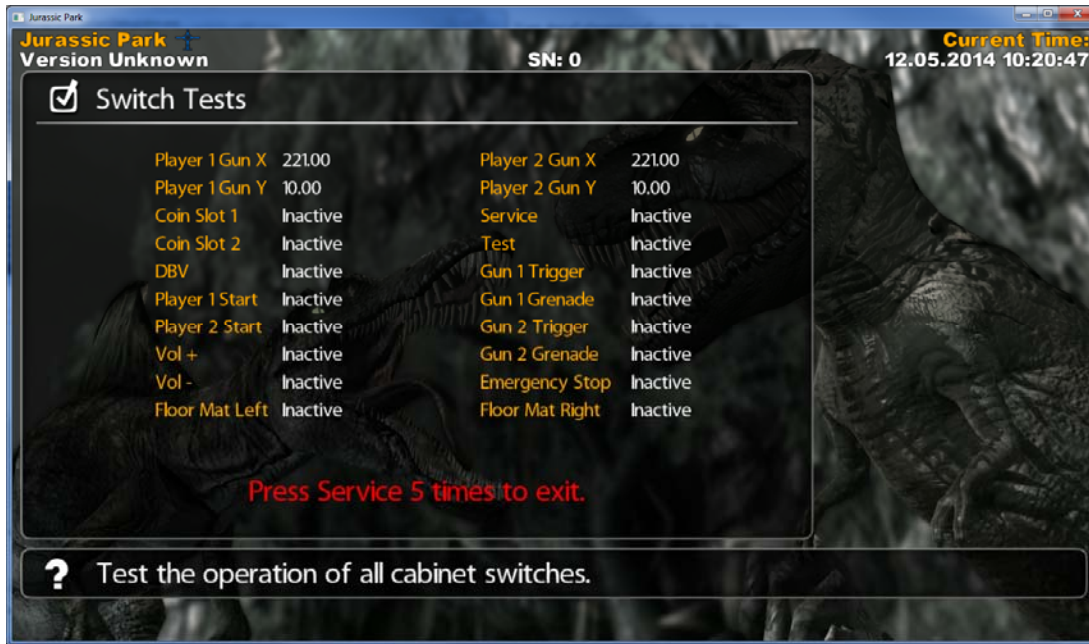 Jurassic Park
Jurassic Park
Current Time:
Version Unknown SN: 0 12.05.2014 10:20:47
Switch Tests
Player 1 Gun X 221.00 Player 2 Gun X 221.00
Player 1 Gun Y 10.00 Player 2 Gun Y 10.00
Coin Slot 1 Inactive Service Inactive
Coin Slot 2 Inactive Test Inactive
DBV Inactive Gun 1 Trigger Inactive
Player 1 Start Inactive Gun 1 Grenade Inactive
Player 2 Start Inactive Gun 2 Trigger Inactive
Vol + Inactive Gun 2 Grenade Inactive
Vol - Inactive Emergency Stop Inactive
Floor Mat Left Inactive Floor Mat Right Inactive
Press Service 5 times to exit.
? Test the operation of all cabinet switches.